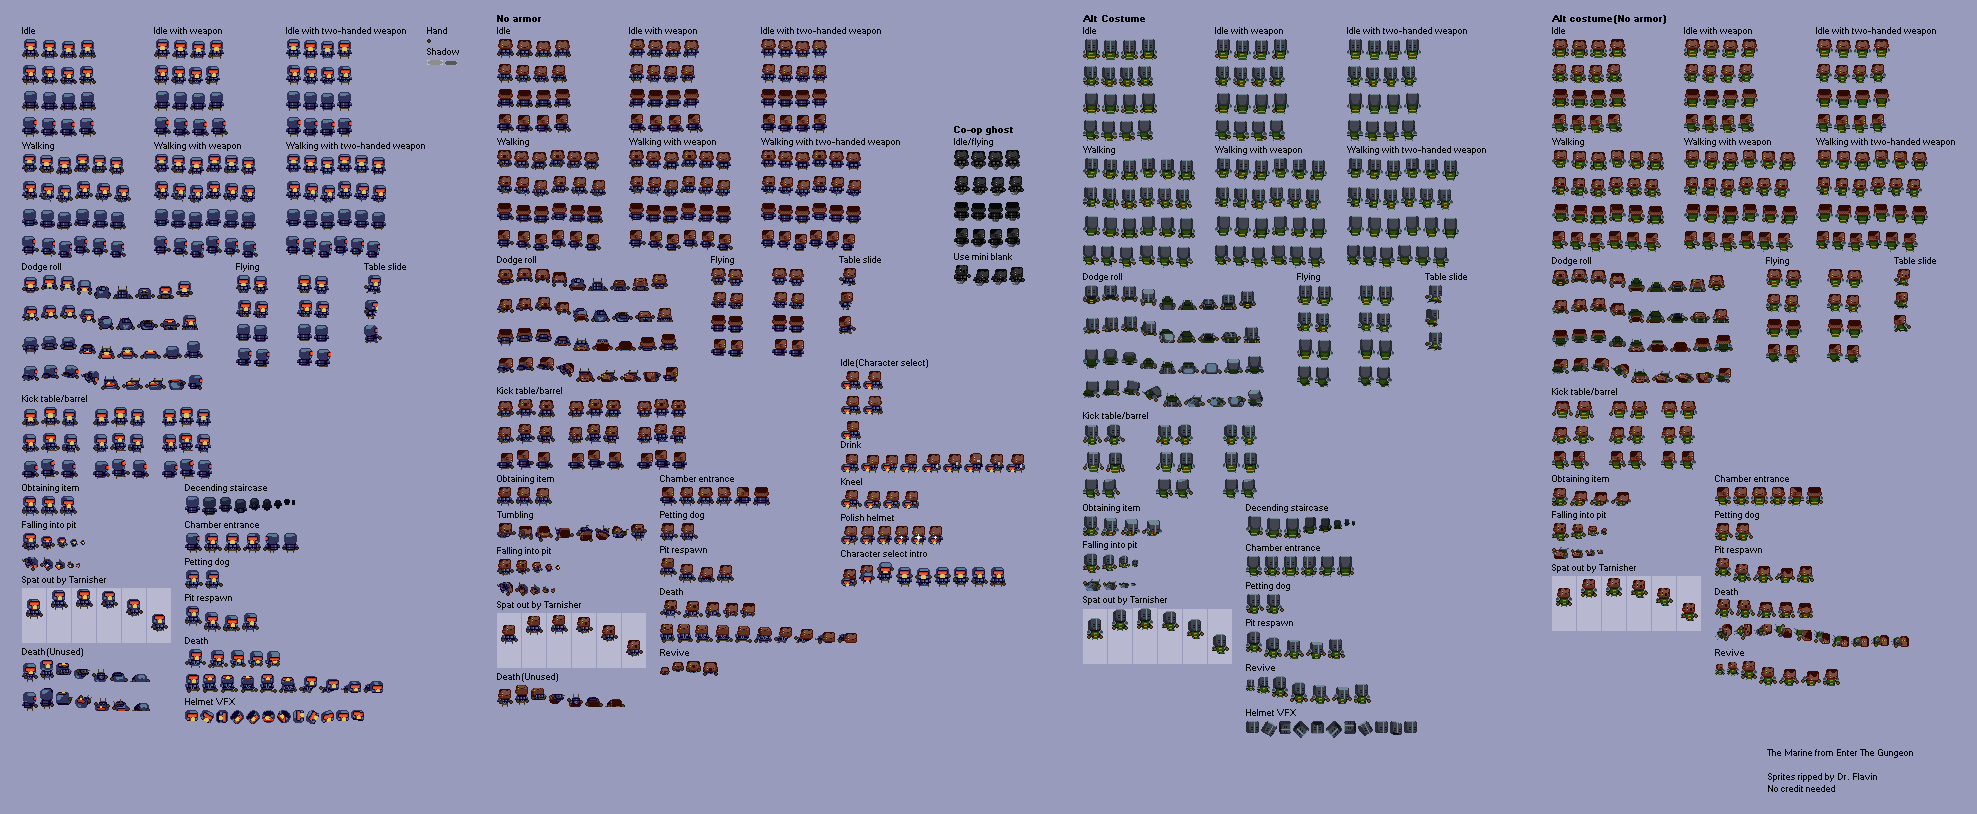 Idle
Idle with weapon
Idle with two-handed weapon
Hand
Shadow
Walking
Walking with weapon
Walking with two-handed weapon
Dodge roll
Flying
Table slide
Kick table/barrel
Obtaining item
Decending staircase
Falling into pit
Chamber entrance
Petting dog
Spat out by Tarnisher
Pit respawn
Death
Death(Unused)
Helmet VFX
No armor
Idle
Idle with weapon
Idle with two-handed weapon
Walking
Walking with weapon
Walking with two-handed weapon
Dodge roll
Flying
Table slide
Kick table/barrel
Obtaining item
Chamber entrance
Tumbling
Petting dog
Falling into pit
Pit respawn
Spat out by Tarnisher
Death
Revive
Death(Unused)
Idle(Character select)
Drink
Kneel
Polish helmet
Character select intro
Co-op ghost
Idle/flying
Use mini blank
Alt Costume
Idle
Idle with weapon
Idle with two-handed weapon
Walking
Walking with weapon
Walking with two-handed weapon
Dodge roll
Flying
Table slide
Kick table/barrel
Obtaining item
Decending staircase
Falling into pit
Chamber entrance
Petting dog
Spat out by Tarnisher
Pit respawn
Revive
Helmet VFX
Alt costume(No armor)
Idle
Idle with weapon
Idle with two-handed weapon
Walking
Walking with weapon
Walking with two-handed weapon
Dodge roll
Flying
Table slide
Kick table/barrel
Obtaining item
Chamber entrance
Falling into pit
Petting dog
Pit respawn
Spat out by Tarnisher
Death
Revive
The Marine from Enter The Gungeon
Sprites ripped by Dr. Flavin
No credit needed